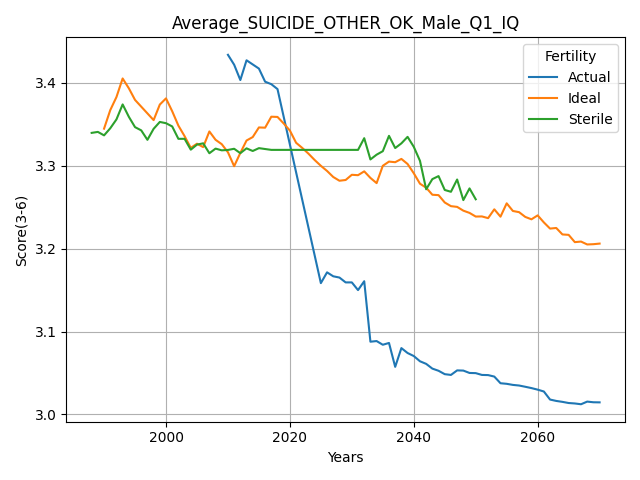 Average_SUICIDE_OTHER_OK_Male_Q1_IQ
Fertility
Actual
Ideal
Sterile
Score(3-6)
3.4
3.3
3.2
3.1
3.0
2000
2020
2040
2060
Years